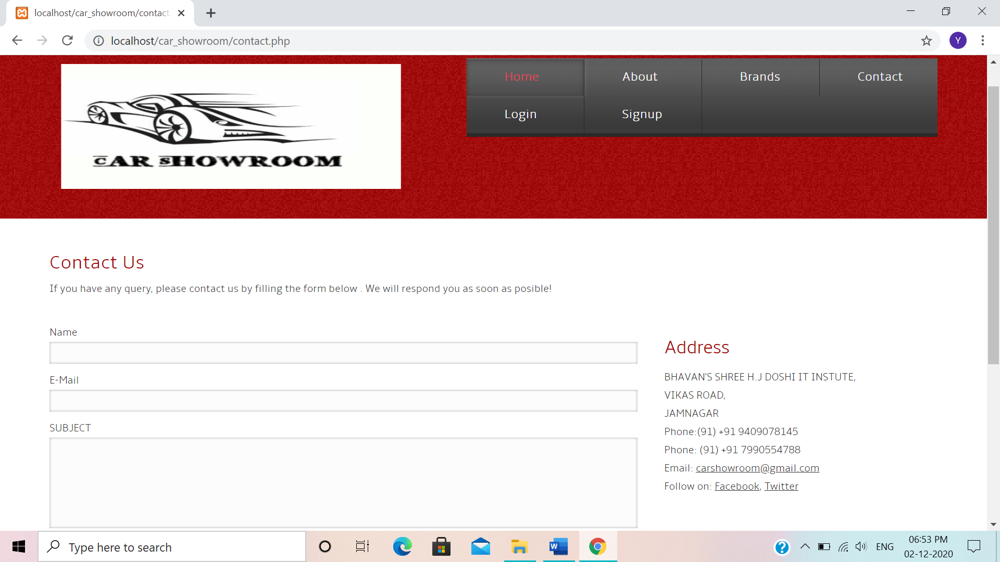 localhost/car_showroom/contact
localhost/car_showroom/contact.php
Y
Home About Brands Contact
Login Signup
CAR SHOWROOM
Contact Us
If you have any query, please contact us by filling the form below . We will respond you as soon as posible!
Name
E-Mail
SUBJECT
Address
BHAVAN'S SHREE H.J DOSHI IT INSTUTE,
VIKAS ROAD,
JAMNAGAR
Phone:(91) +91 9409078145
Phone: (91) +91 7990554788
Email: carshowroom@gmail.com
Follow on: Facebook, Twitter
Type here to search
W
ENG
06:53 PM
02-12-2020